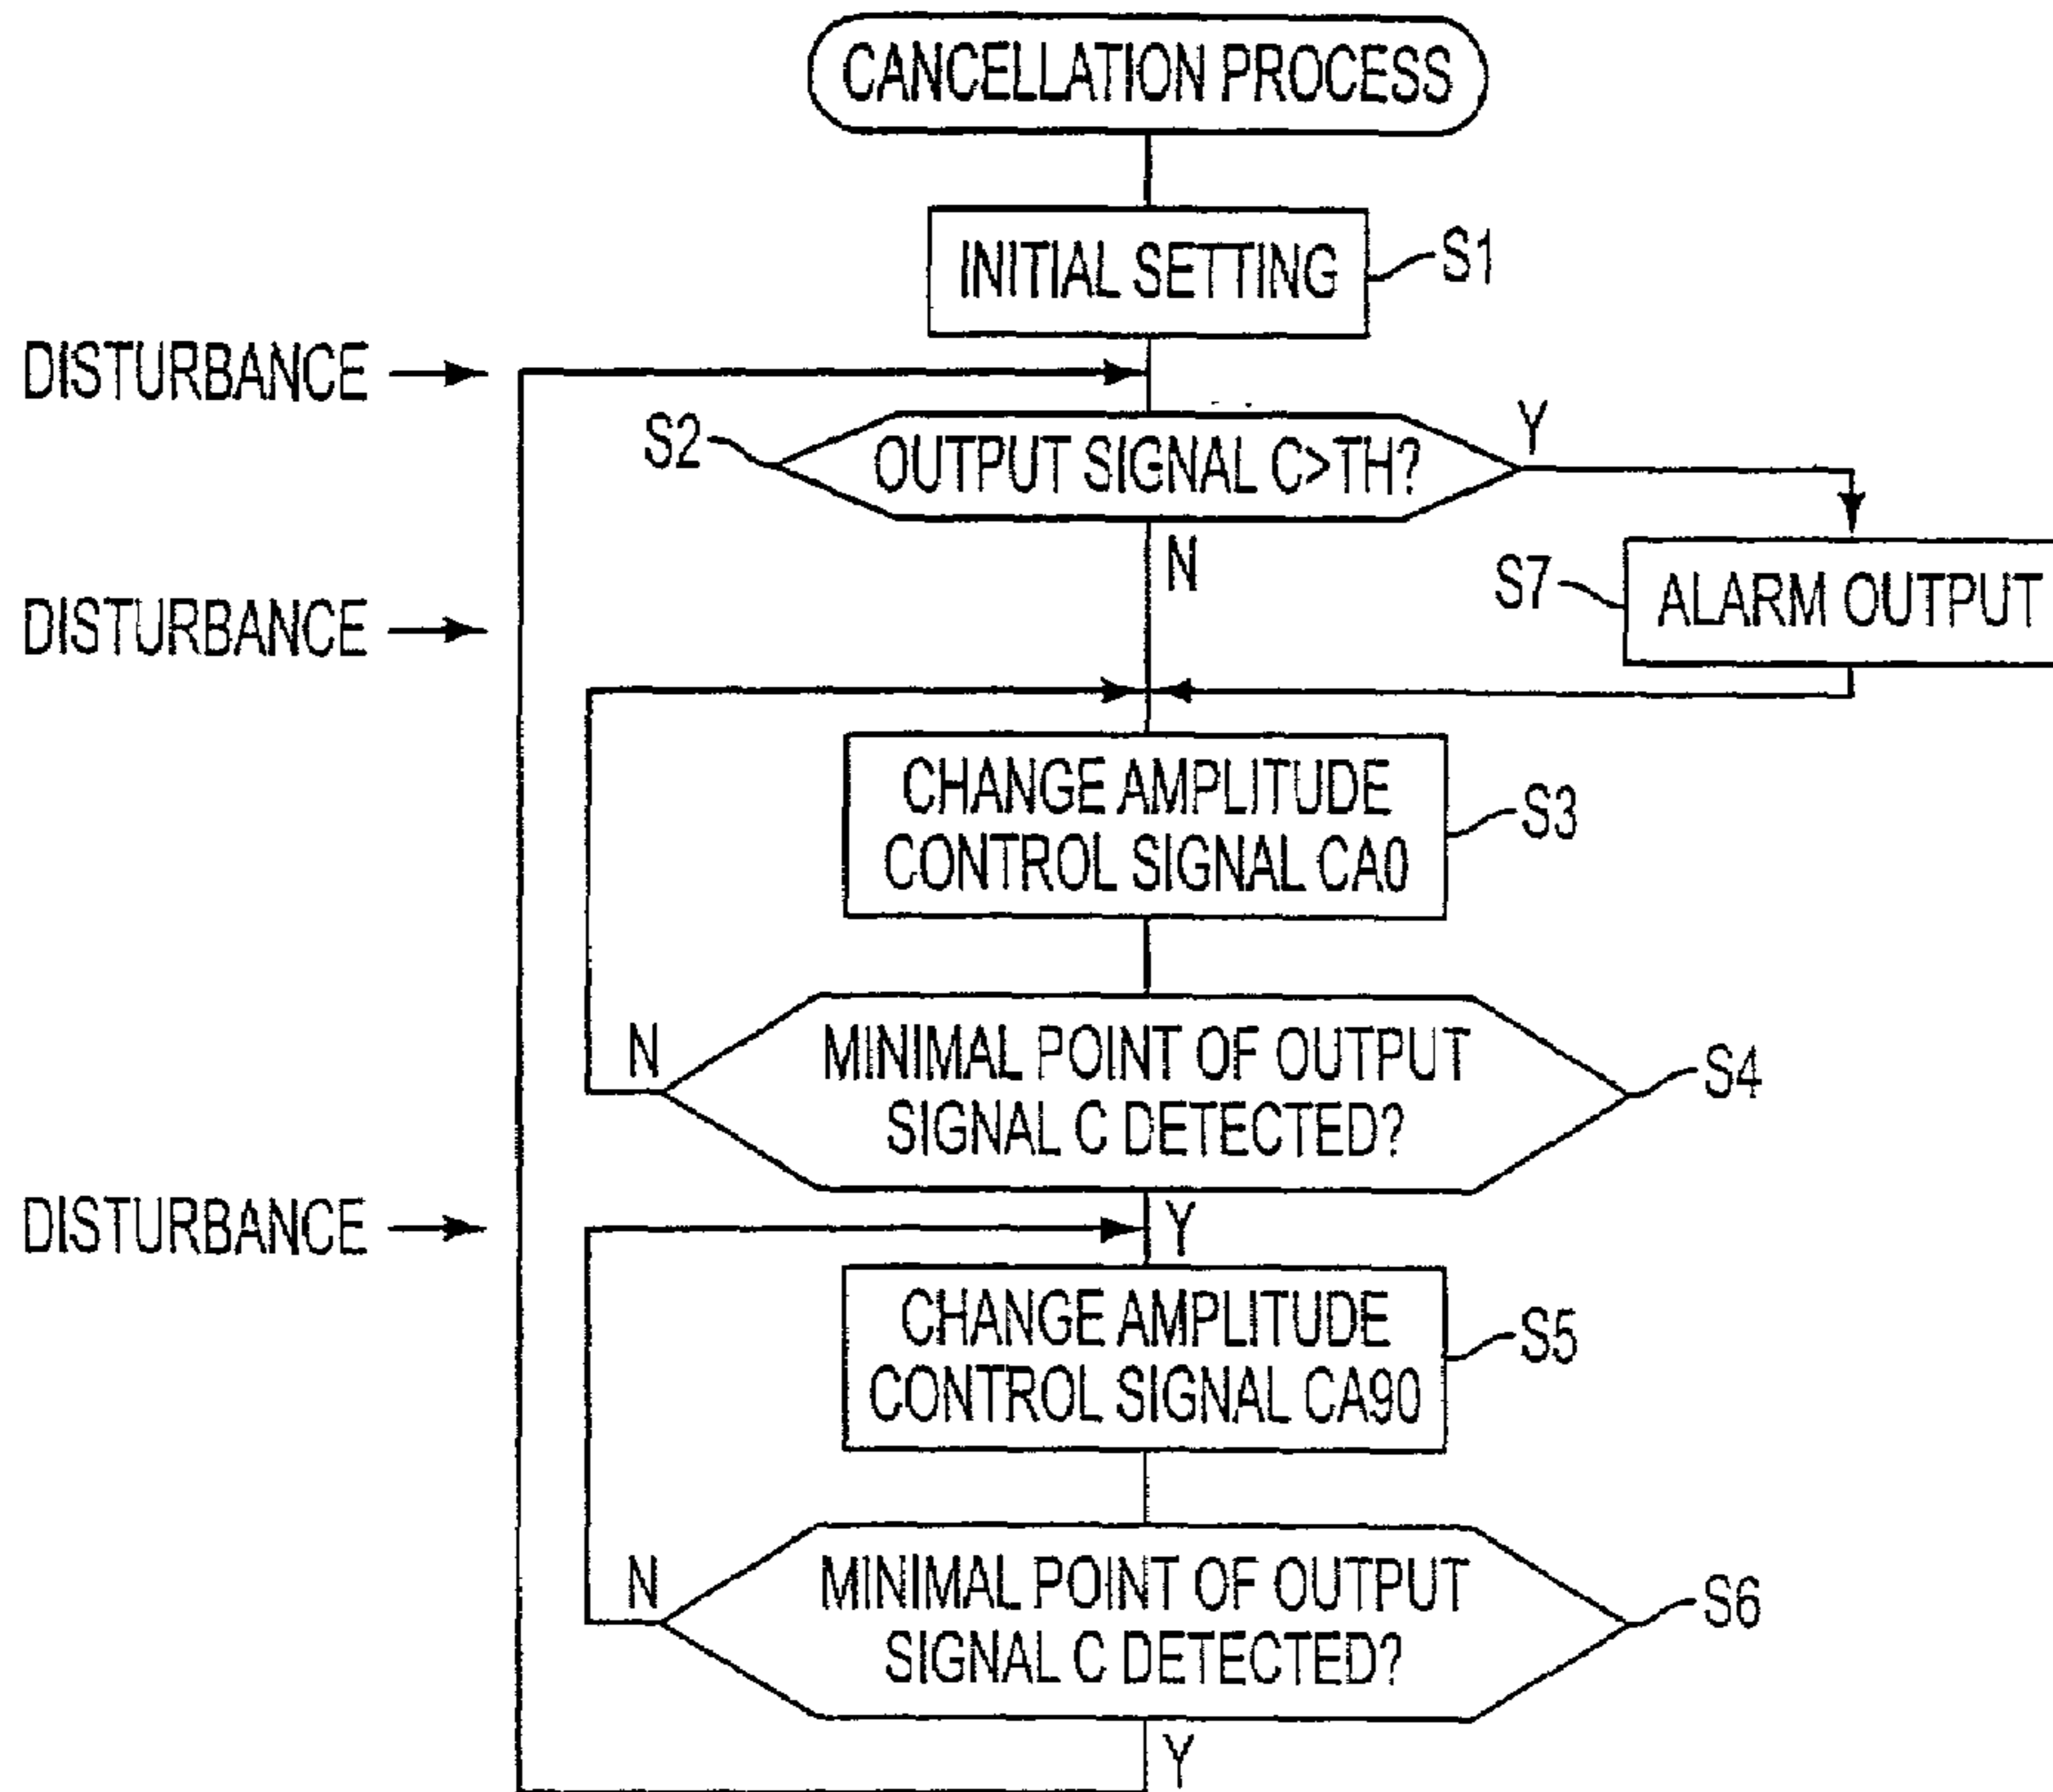 CANCELLATION PROCESS
INITIAL SETTING
S1
DISTURBANCE
S2
OUTPUT SIGNAL C>TH?
Y
N
DISTURBANCE
S7
ALARM OUTPUT
CHANGE AMPLITUDE
CONTROL SIGNAL CA0
S3
N
MINIMAL POINT OF OUTPUT
SIGNAL C DETECTED?
S4
Y
DISTURBANCE
CHANGE AMPLITUDE
CONTROL SIGNAL CA90
S5
N
MINIMAL POINT OF OUTPUT
SIGNAL C DETECTED?
S6
Y